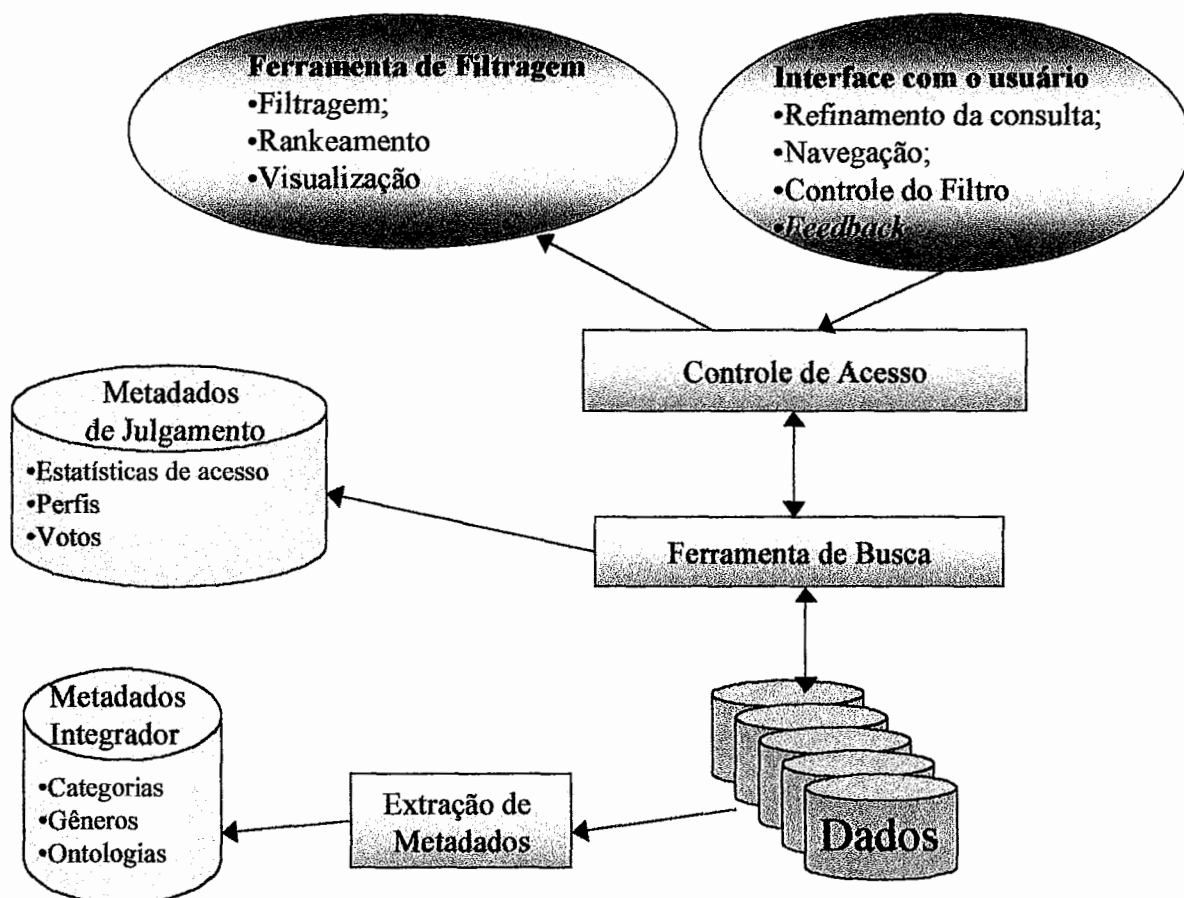 Ferramenta de Filtragem
•Filtragem;
•Rankeamento
•Visualização
Interface com o usuário
•Refinamento da consulta;
•Navegação;
•Controle do Filtro
•Feedback
Controle de Acesso
Metadados
de Julgamento
•Estatísticas de acesso
•Perfis
•Votos
Ferramenta de Busca
Metadados
Integrador
•Categorias
•Gêneros
•Ontologias
Extração de
Metadados
Dados